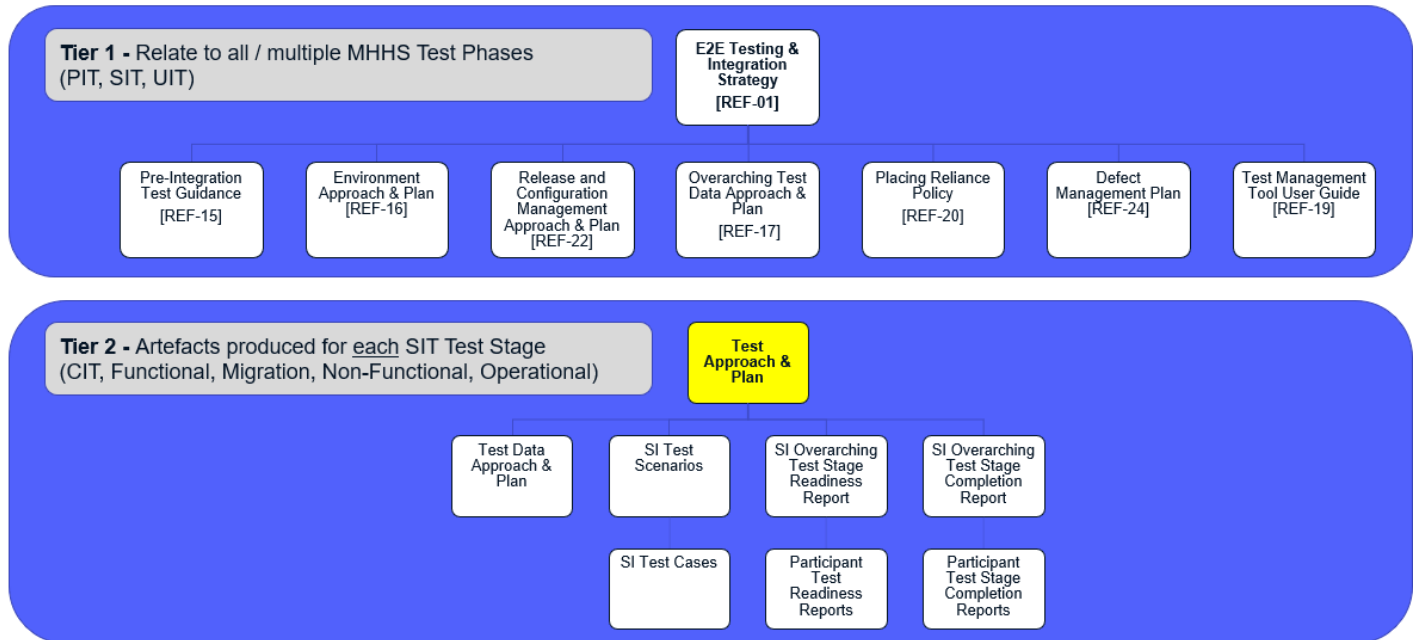 Tier 1 - Relate to all / multiple MHHS Test Phases
(PIT, SIT, UIT)
E2E Testing &
Integration
Strategy
[REF-01]
Pre-Integration
Test Guidance
[REF-15]
Environment
Approach & Plan
[REF-16]
Release and
Configuration
Management
Approach & Plan
[REF-22]
Overarching Test
Data Approach &
Plan
[REF-17]
Placing Reliance
Policy
[REF-20]
Defect
Management Plan
[REF-24]
Test Management
Tool User Guide
[REF-19]
Tier 2 - Artefacts produced for each SIT Test Stage
(CIT, Functional, Migration, Non-Functional, Operational)
Test
Approach &
Plan
Test Data
Approach &
Plan
SI Test
Scenarios
SI Overarching
Test Stage
Readiness
Report
SI Overarching
Test Stage
Completion
Report
SI Test Cases
Participant
Test
Readiness
Reports
Participant
Test Stage
Completion
Reports